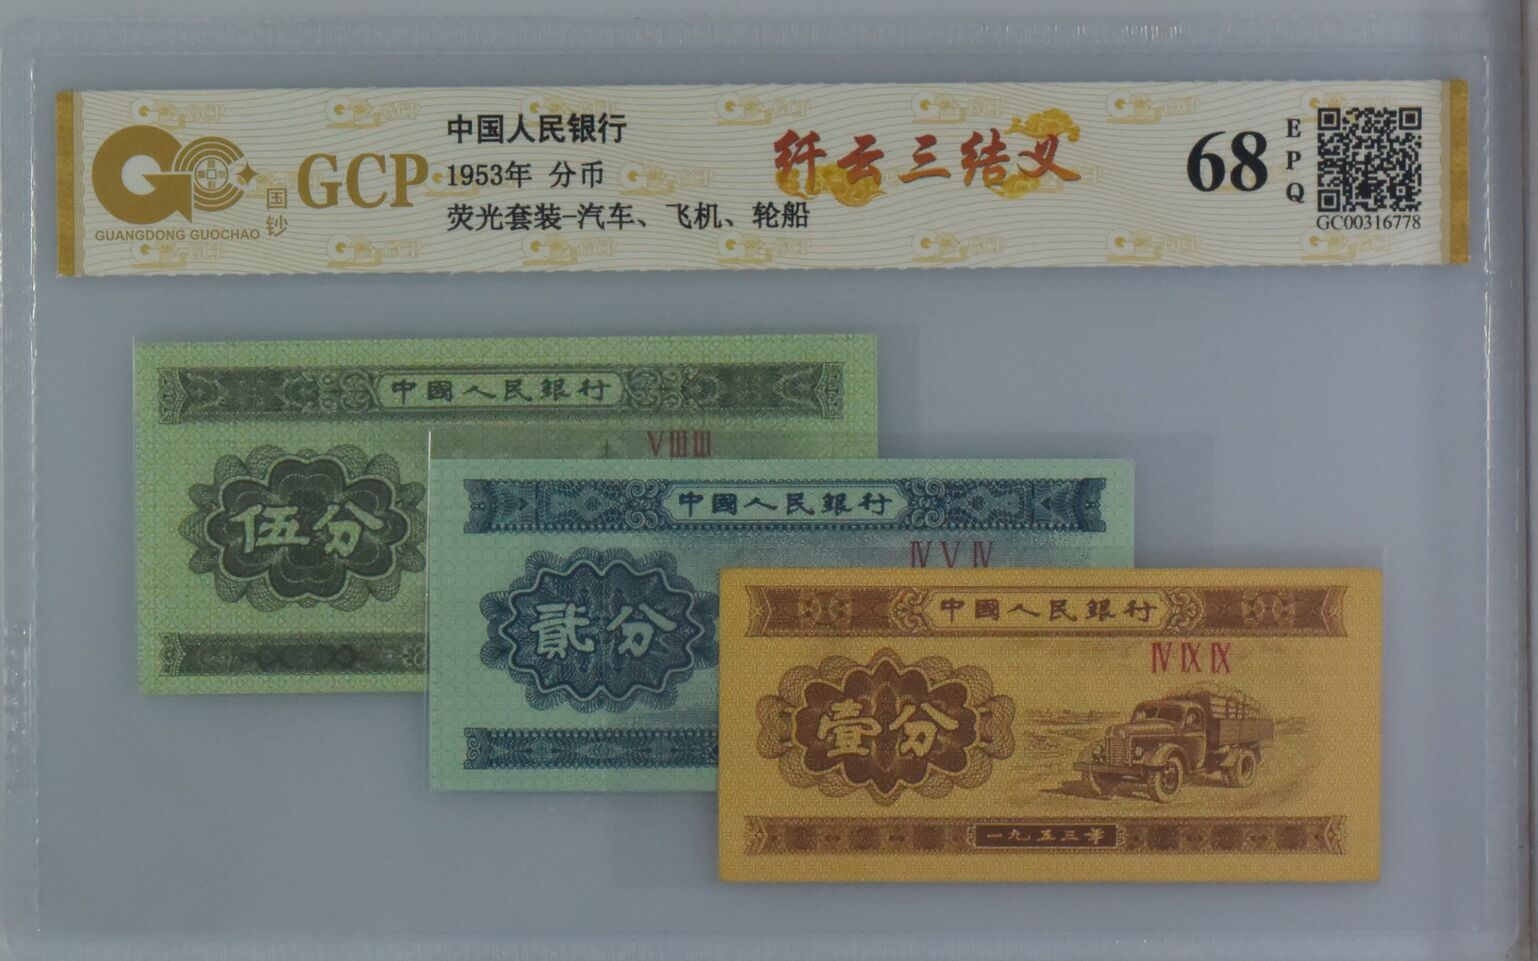 GUANGDONG GUOCHAO
国钞
GCP
中国人民银行
1953年 分币
荧光套装-汽车、飞机、轮船
纤云三结义
68
EPQ
GC00316778
中國人民銀行
VⅢⅢ
伍分
中國人民銀行
ⅣⅤⅣ
貳分
中國人民銀行
ⅣⅨⅨ
壹分
一九五三年